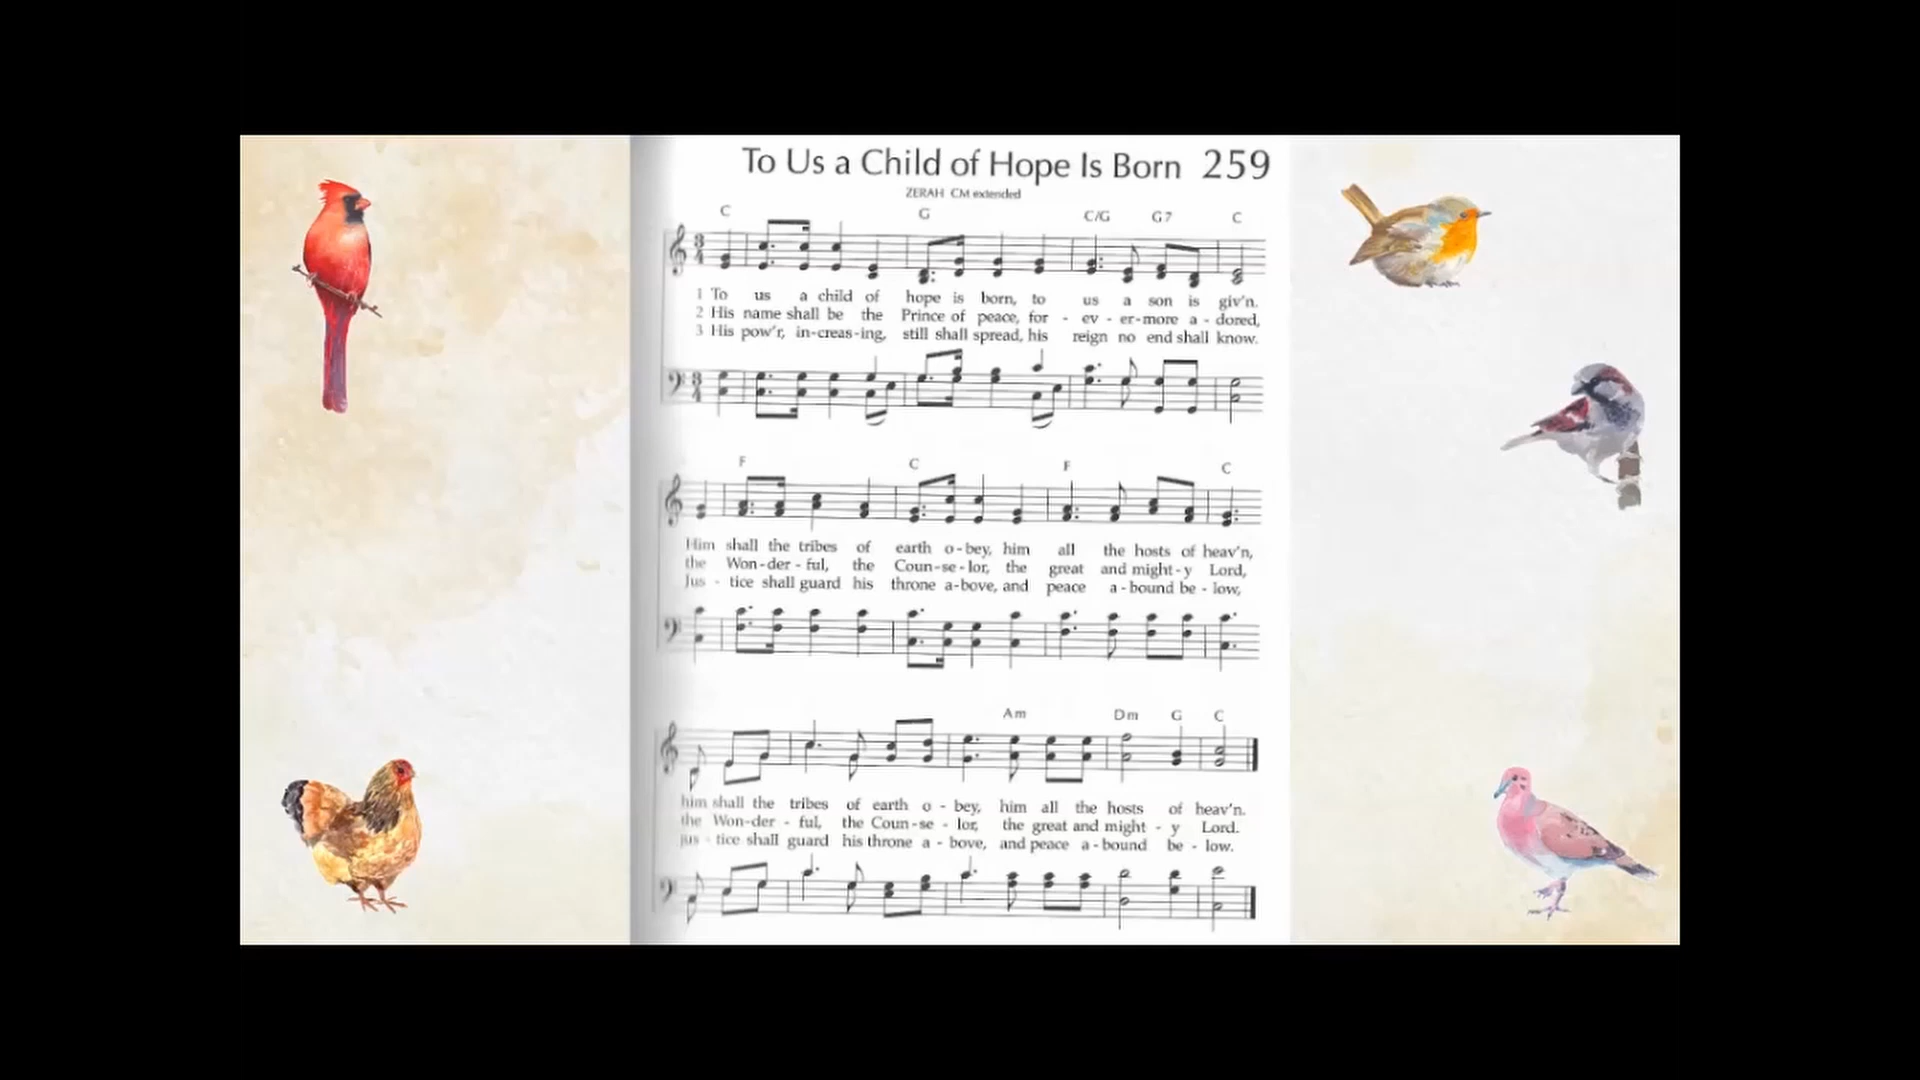 To Us a Child of Hope Is Born 259
ZERAH CM extended
C G C/G G7 C
1 To us a child of hope is born, to us a son is giv'n.
2 His name shall be the Prince of peace, for - ev - er-more a - dored,
3 His pow'r, in-creas-ing, still shall spread, his reign no end shall know.
F C F C
Him shall the tribes of earth o-bey, him all the hosts of heav'n,
the Won-der-ful, the Coun-se-lor, the great and might-y Lord,
Jus - tice shall guard his throne a-bove, and peace a-bound be-low,
Am Dm G C
him shall the tribes of earth o - bey, him all the hosts of heav'n.
the Won-der - ful, the Coun-se - lor, the great and might - y Lord.
jus - tice shall guard his throne a - bove, and peace a-bound be - low.